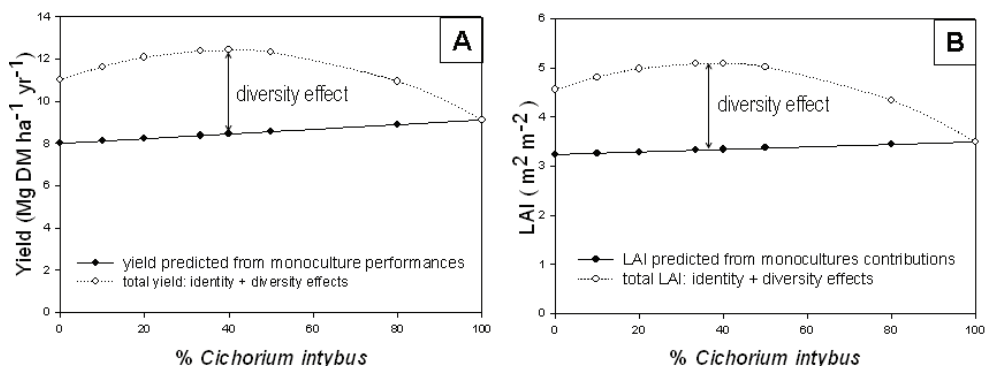 A
Yield (Mg DM ha⁻¹ yr⁻¹)
14
12
10
8
6
4
2
0
diversity effect
yield predicted from monoculture performances
total yield: identity + diversity effects
0 20 40 60 80 100
% Cichorium intybus
B
LAI ( m² m⁻²)
6
5
4
3
2
1
0
diversity effect
LAI predicted from monocultures contributions
total LAI: identity + diversity effects
0 20 40 60 80 100
% Cichorium intybus